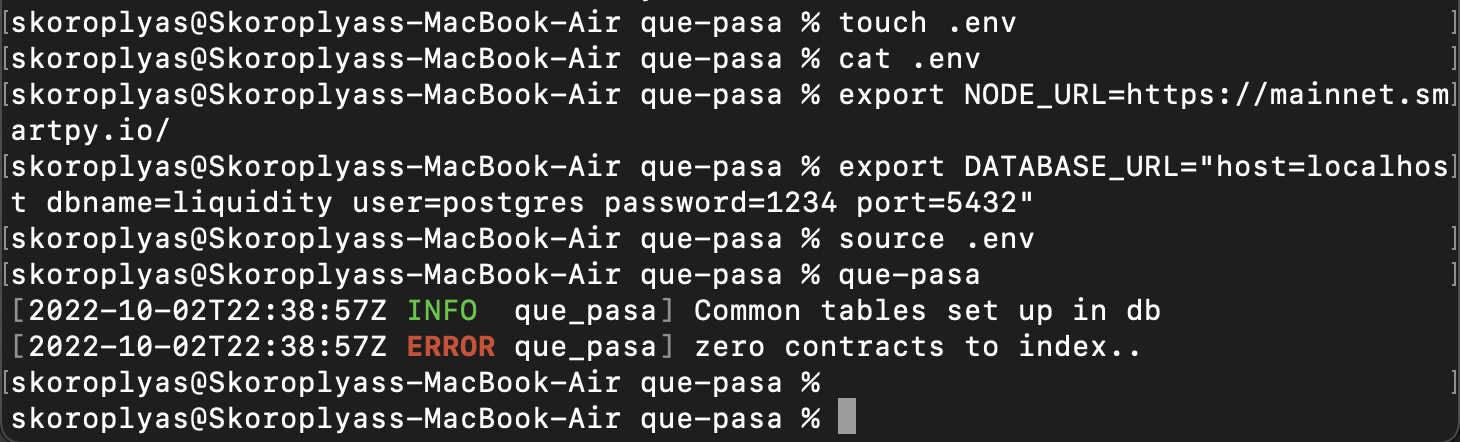 [skoroplyas@Skoroplyass-MacBook-Air que-pasa % touch .env ]
[skoroplyas@Skoroplyass-MacBook-Air que-pasa % cat .env ]
[skoroplyas@Skoroplyass-MacBook-Air que-pasa % export NODE_URL=https://mainnet.sm]
artpy.io/
[skoroplyas@Skoroplyass-MacBook-Air que-pasa % export DATABASE_URL="host=localhos]
t dbname=liquidity user=postgres password=1234 port=5432"
[skoroplyas@Skoroplyass-MacBook-Air que-pasa % source .env ]
[skoroplyas@Skoroplyass-MacBook-Air que-pasa % que-pasa ]
[2022-10-02T22:38:57Z INFO  que_pasa] Common tables set up in db
[2022-10-02T22:38:57Z ERROR que_pasa] zero contracts to index..
[skoroplyas@Skoroplyass-MacBook-Air que-pasa % ]
skoroplyas@Skoroplyass-MacBook-Air que-pasa %